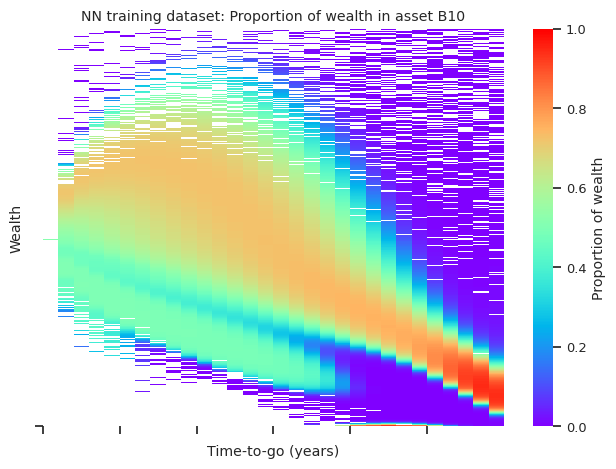 NN training dataset: Proportion of wealth in asset B10
Wealth
Time-to-go (years)
1.0
0.8
0.6
0.4
0.2
0.0
Proportion of wealth